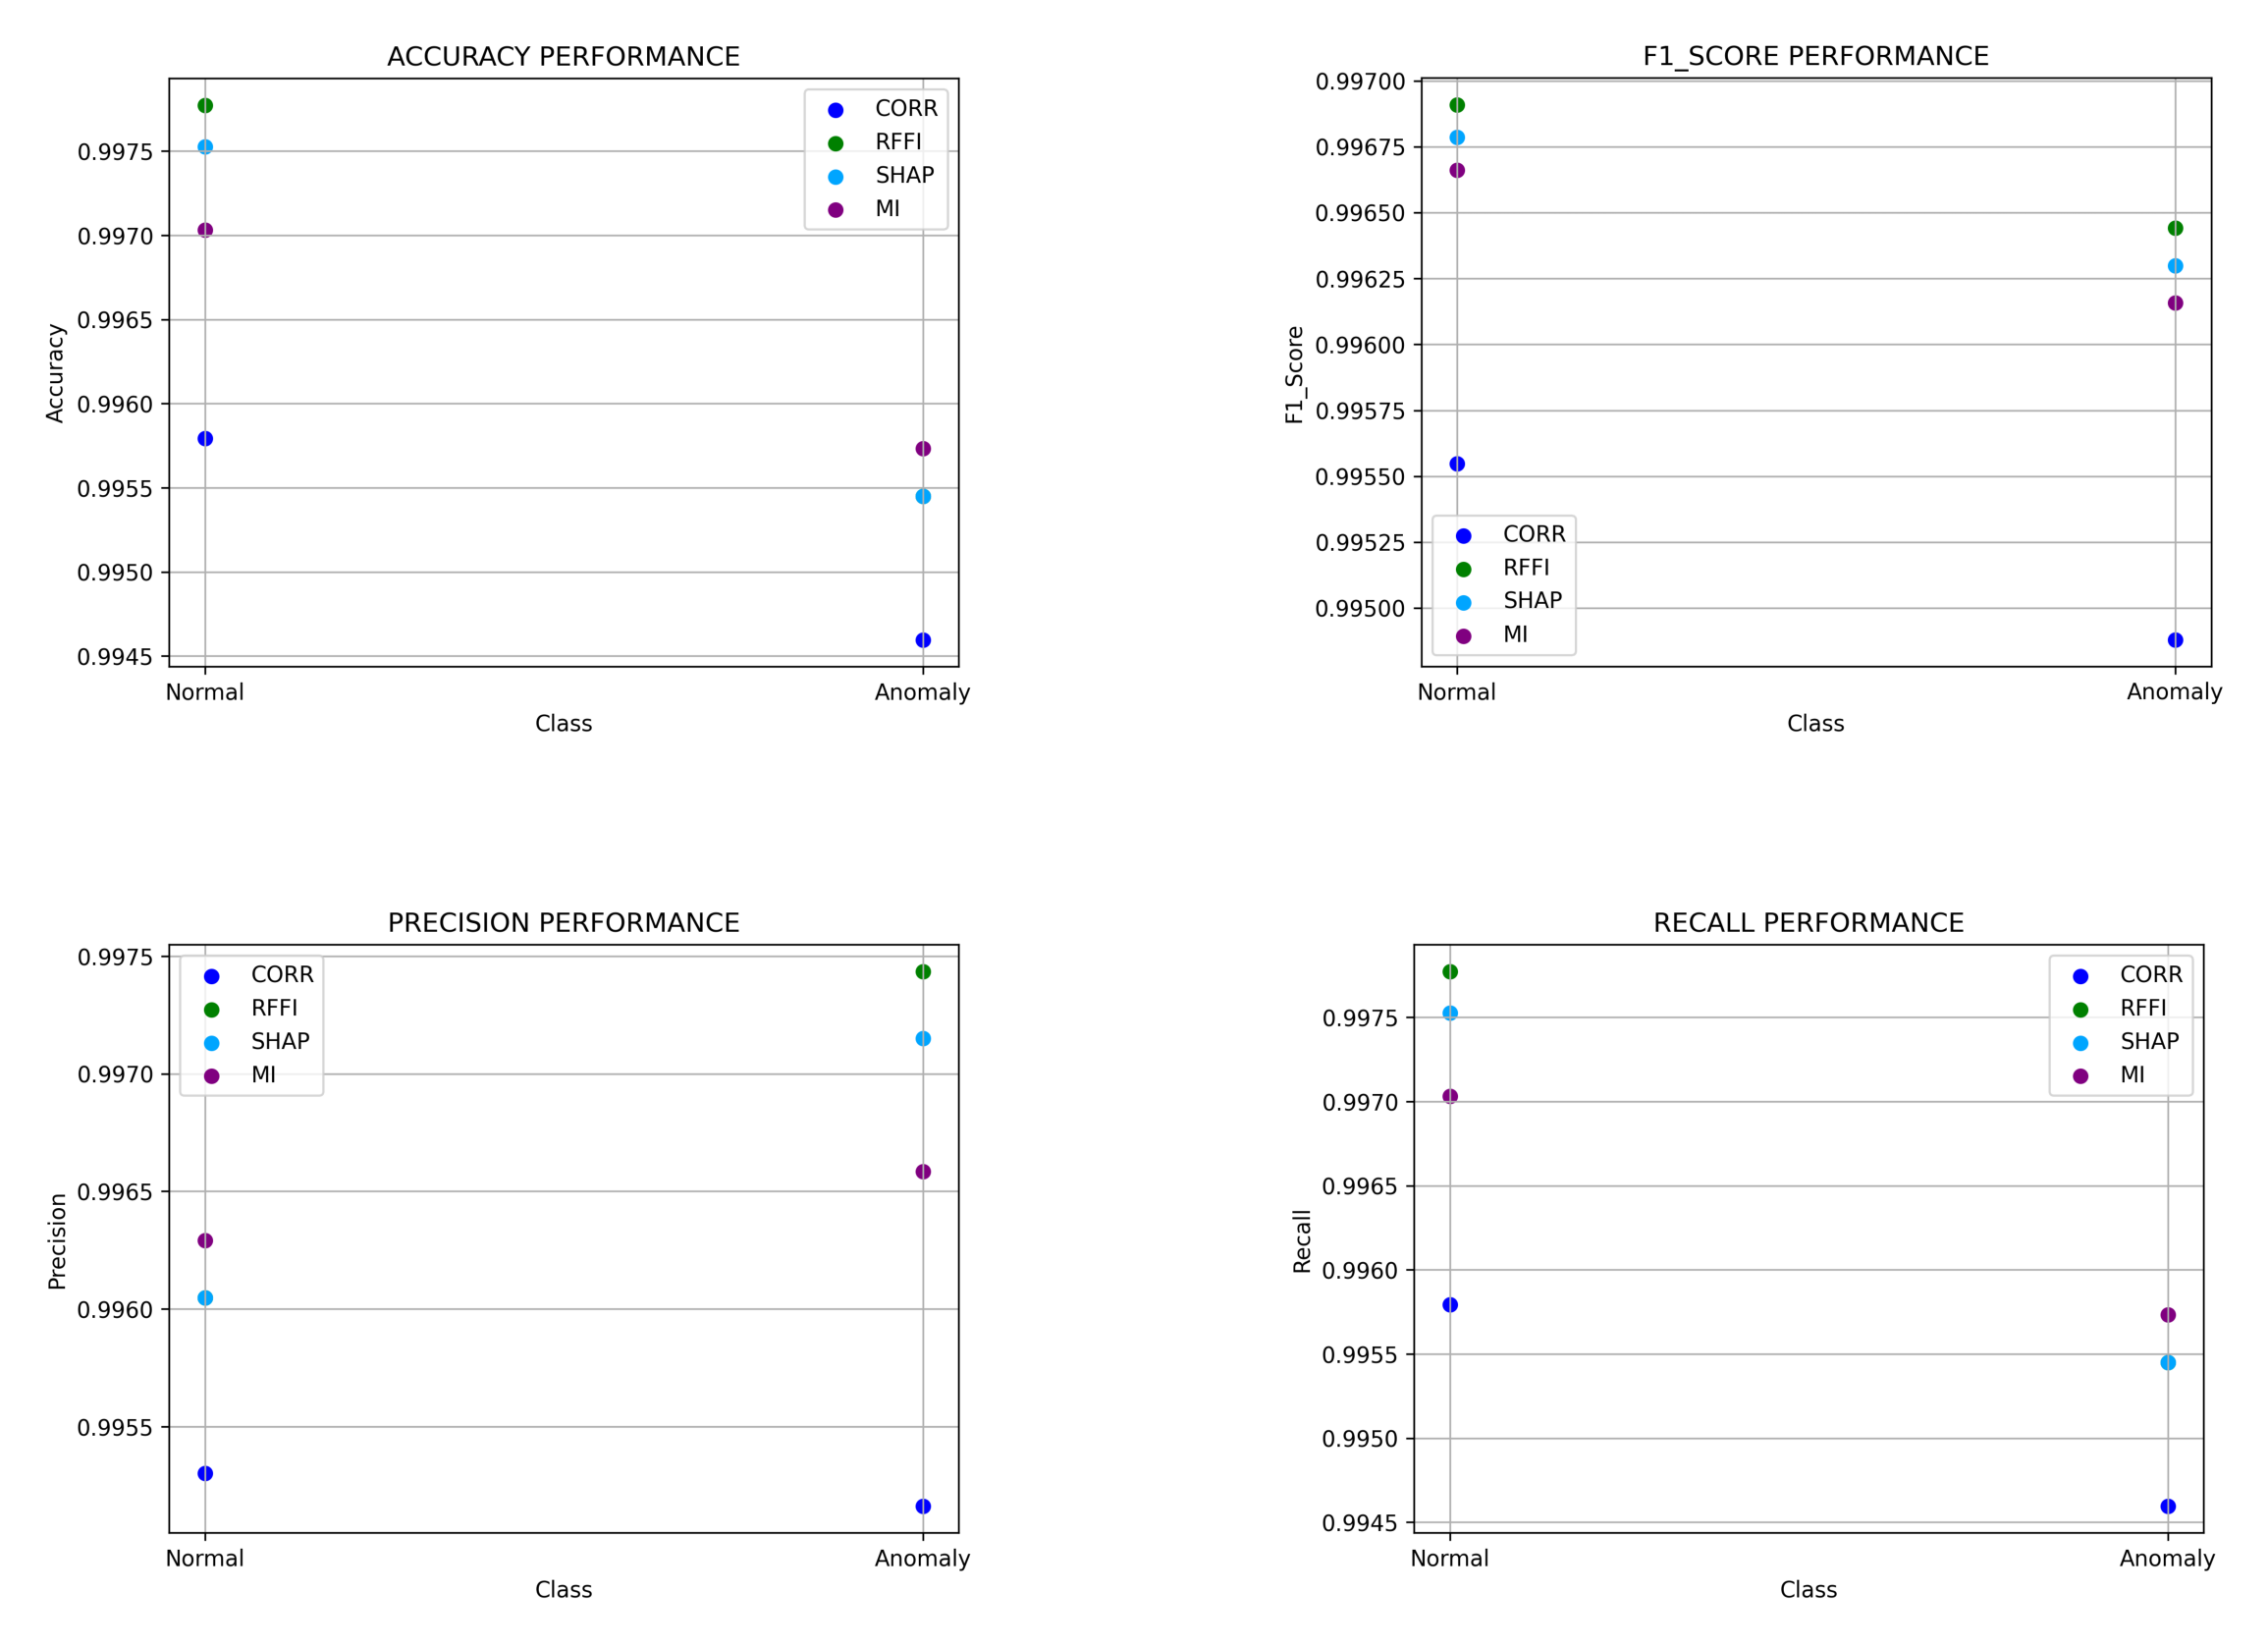 ACCURACY PERFORMANCE
Accuracy
0.9975
0.9970
0.9965
0.9960
0.9955
0.9950
0.9945
CORR
RFFI
SHAP
MI
Normal
Anomaly
Class
F1_SCORE PERFORMANCE
F1_Score
0.99700
0.99675
0.99650
0.99625
0.99600
0.99575
0.99550
0.99525
0.99500
CORR
RFFI
SHAP
MI
Normal
Anomaly
Class
PRECISION PERFORMANCE
Precision
0.9975
0.9970
0.9965
0.9960
0.9955
CORR
RFFI
SHAP
MI
Normal
Anomaly
Class
RECALL PERFORMANCE
Recall
0.9975
0.9970
0.9965
0.9960
0.9955
0.9950
0.9945
CORR
RFFI
SHAP
MI
Normal
Anomaly
Class